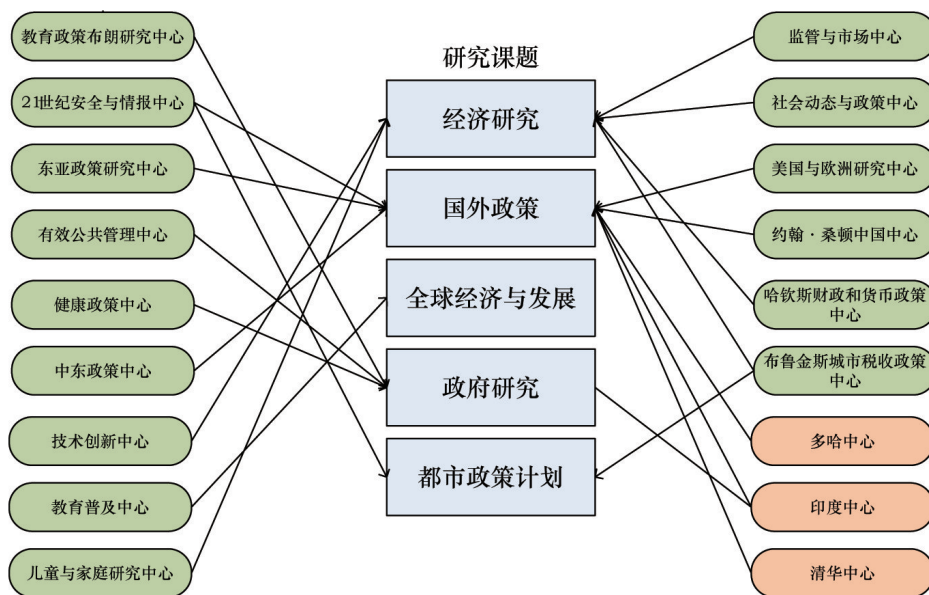 研究课题
教育政策布朗研究中心
21世纪安全与情报中心
东亚政策研究中心
有效公共管理中心
健康政策中心
中东政策中心
技术创新中心
教育普及中心
儿童与家庭研究中心
经济研究
国外政策
全球经济与发展
政府研究
都市政策计划
监管与市场中心
社会动态与政策中心
美国与欧洲研究中心
约翰·桑顿中国中心
哈钦斯财政和货币政策
中心
布鲁金斯城市税收政策
中心
多哈中心
印度中心
清华中心